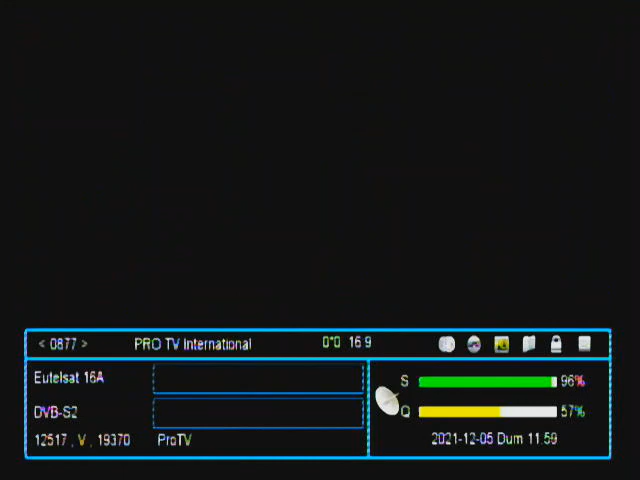 < 0877 > PRO TV International 0*0 16:9
Eutelsat 16A
DVB-S2
12517 , V , 19370 ProTV
S 96%
Q 57%
2021-12-05 Dum 11:59